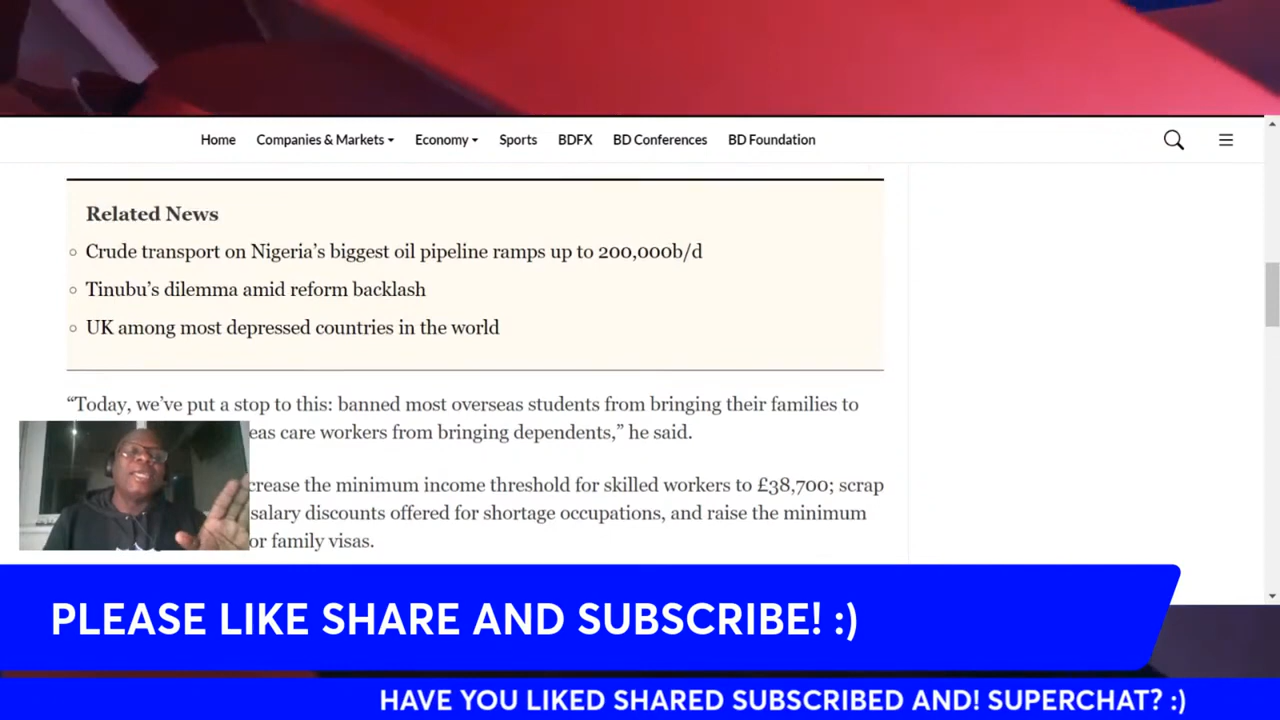 Home Companies & Markets Economy Sports BDFX BD Conferences BD Foundation
Related News
Crude transport on Nigeria's biggest oil pipeline ramps up to 200,000b/d
Tinubu's dilemma amid reform backlash
UK among most depressed countries in the world
“Today, we've put a stop to this: banned most overseas students from bringing their families to
care workers from bringing dependents,” he said.
the minimum income threshold for skilled workers to £38,700; scrap
salary discounts offered for shortage occupations, and raise the minimum
or family visas.
PLEASE LIKE SHARE AND SUBSCRIBE! :)
HAVE YOU LIKED SHARED SUBSCRIBED AND! SUPERCHAT? :)